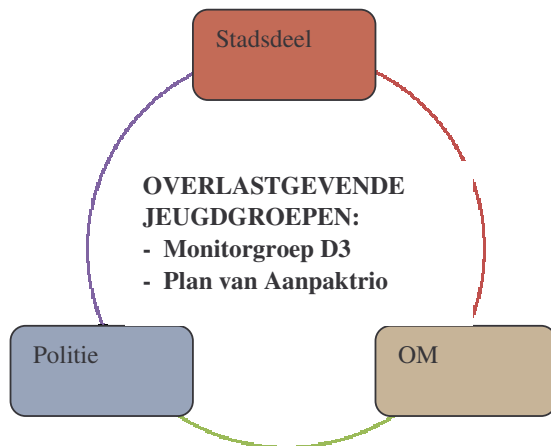 Stadsdeel
OVERLASTGEVENDE
JEUGDGROEPEN:
- Monitorgroep D3
- Plan van Aanpaktrio
Politie
OM